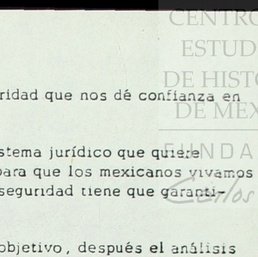 CENTRO
ESTUD
DE HISTO
DE MEX
FUNDA
Carlos
ridad que nos dé confianza en
stema jurídico que quiere
para que los mexicanos vivamos
seguridad tiene que garanti-
objetivo, después el análisis